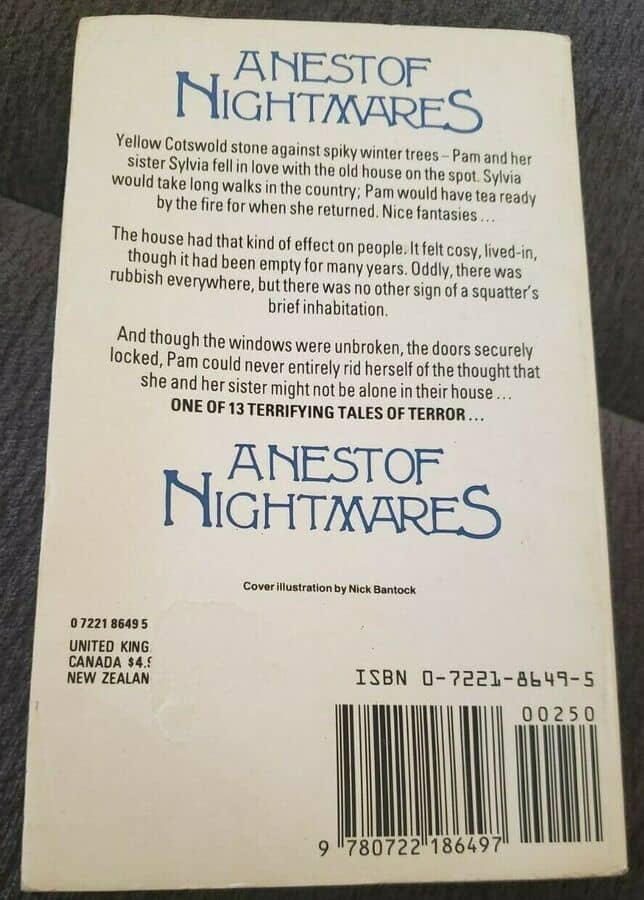 A NEST OF
NIGHTMARES
Yellow Cotswold stone against spiky winter trees – Pam and her
sister Sylvia fell in love with the old house on the spot. Sylvia
would take long walks in the country; Pam would have tea ready
by the fire for when she returned. Nice fantasies ...
The house had that kind of effect on people. It felt cosy, lived-in,
though it had been empty for many years. Oddly, there was
rubbish everywhere, but there was no other sign of a squatter's
brief inhabitation.
And though the windows were unbroken, the doors securely
locked, Pam could never entirely rid herself of the thought that
she and her sister might not be alone in their house ...
ONE OF 13 TERRIFYING TALES OF TERROR ...
A NEST OF
NIGHTMARES
Cover illustration by Nick Bantock
0 7221 8649 5
UNITED KING
CANADA $4.
NEW ZEALAN
ISBN 0-7221-8649-5
00250
9 780722 186497